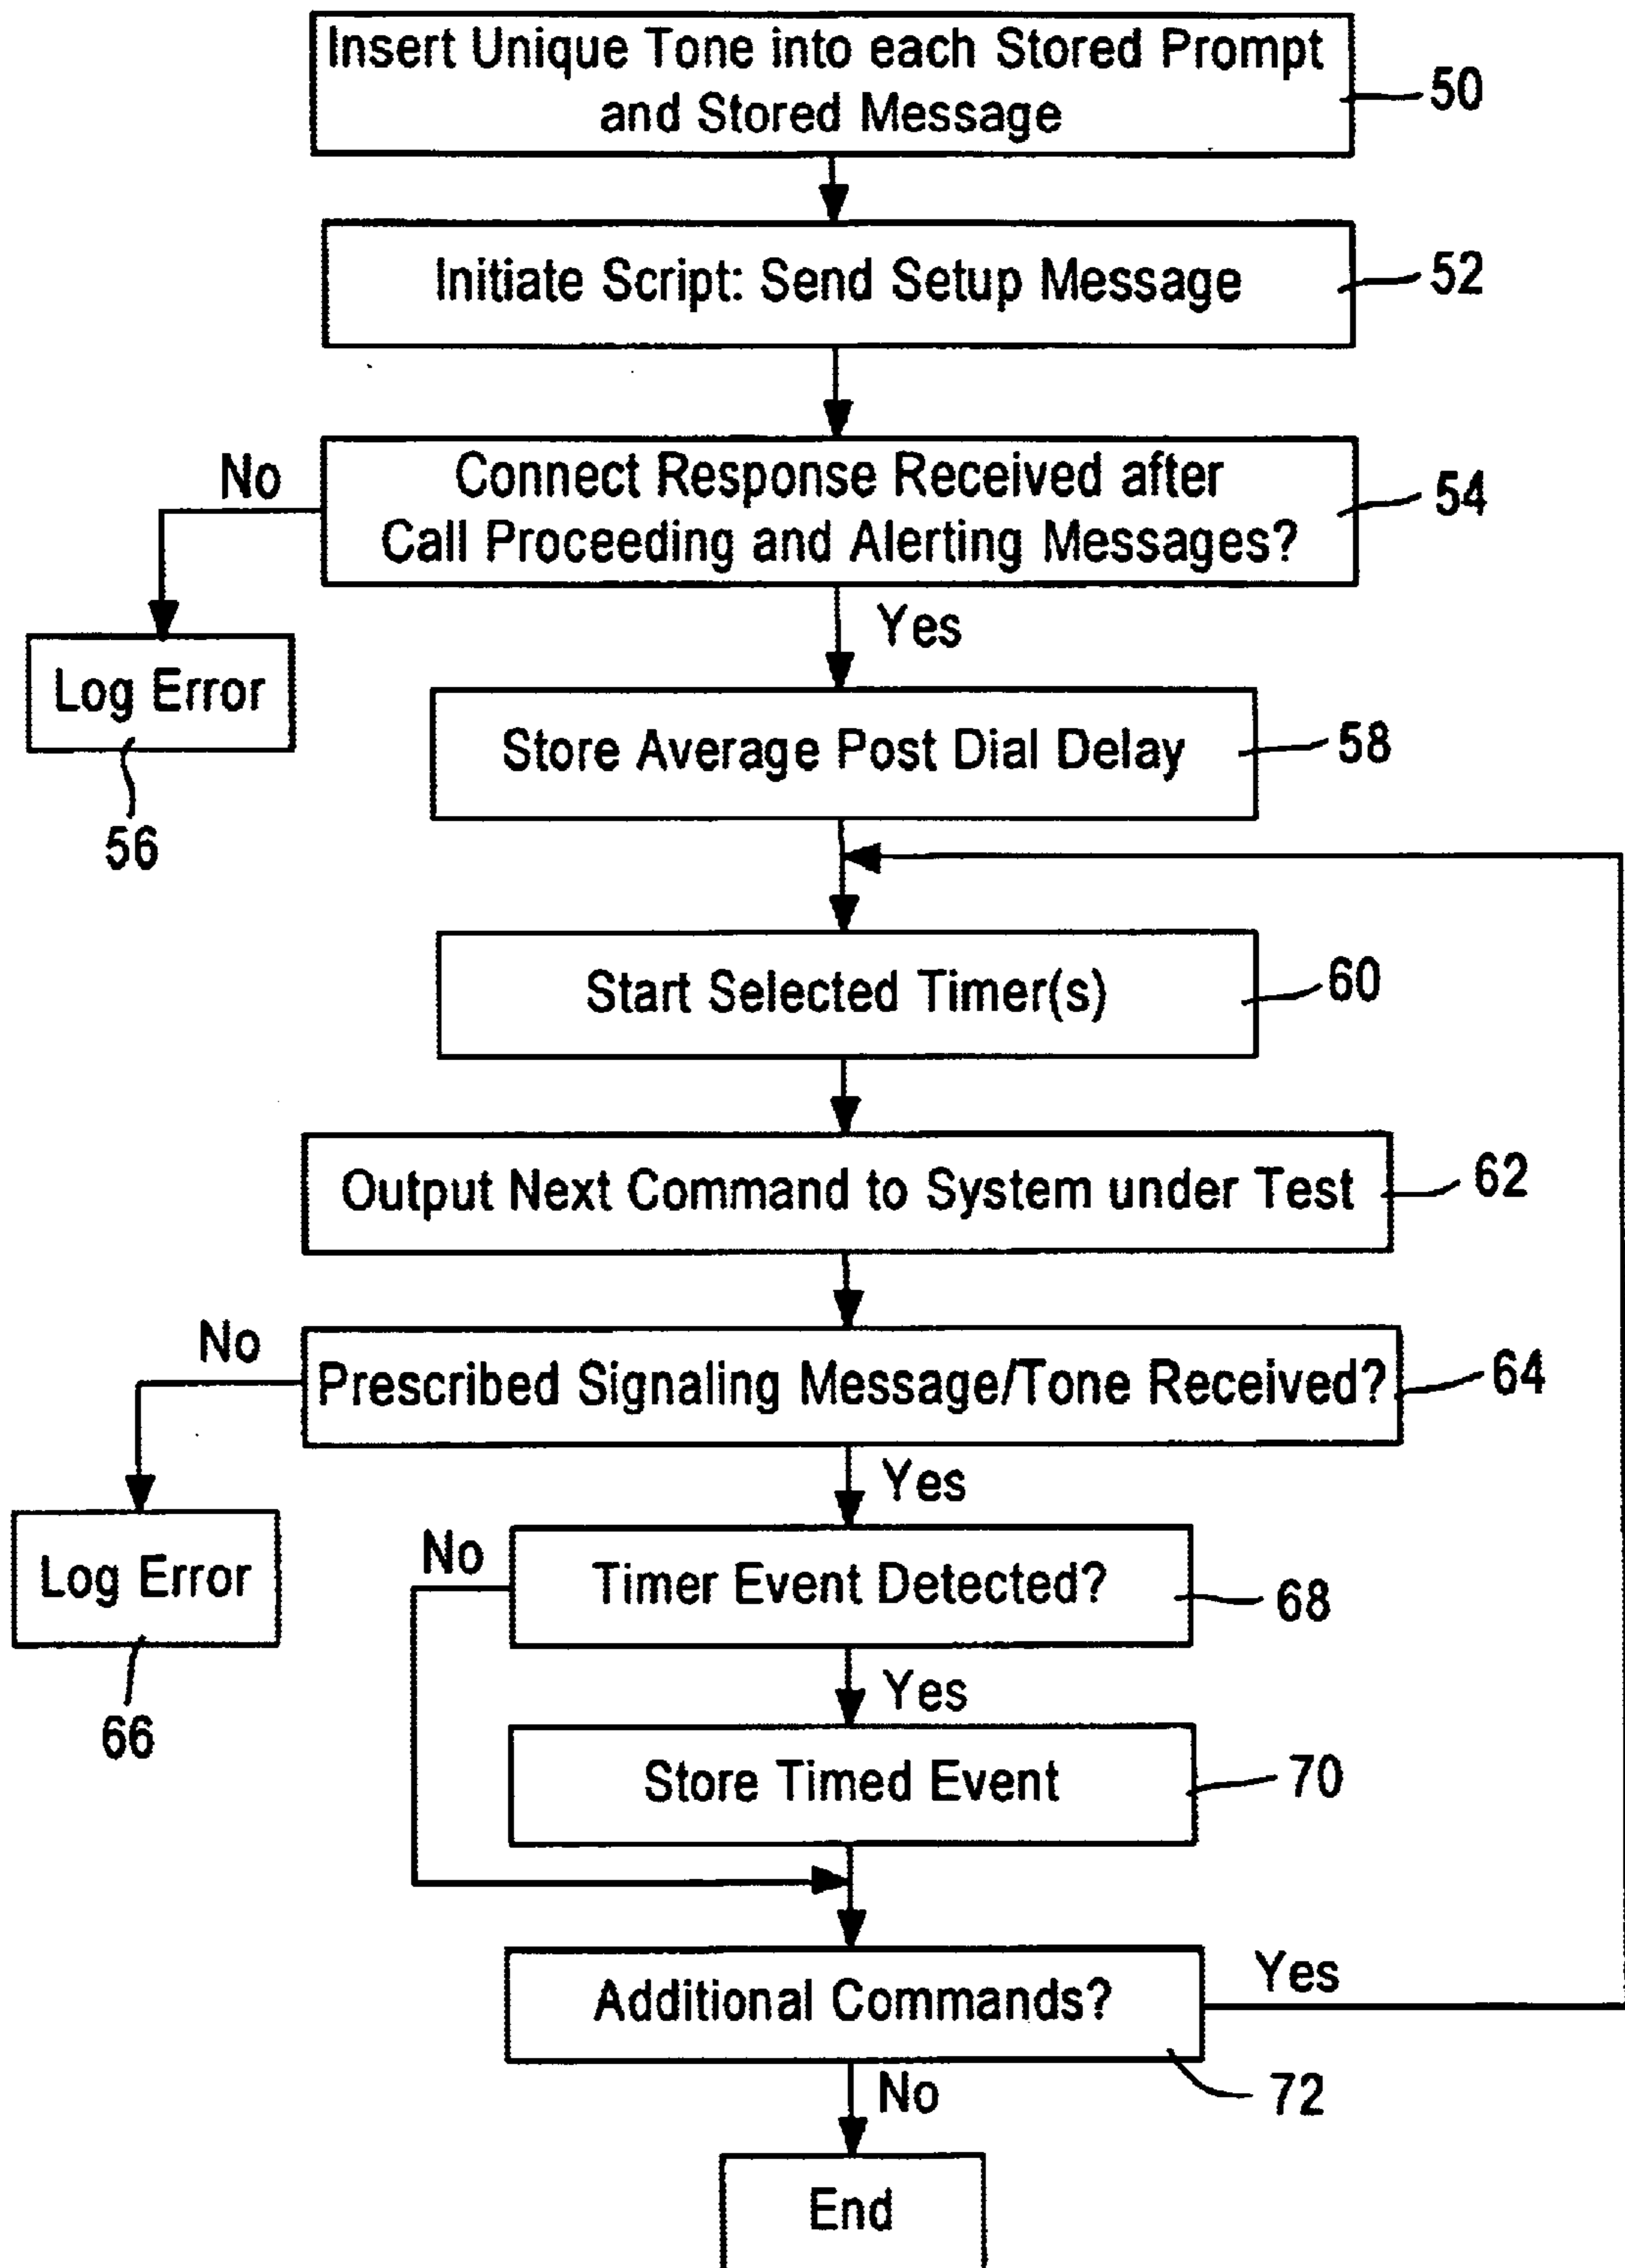 Insert Unique Tone into each Stored Prompt
and Stored Message
50
Initiate Script: Send Setup Message
52
Connect Response Received after
Call Proceeding and Alerting Messages?
54
No
Log Error
56
Yes
Store Average Post Dial Delay
58
Start Selected Timer(s)
60
Output Next Command to System under Test
62
Prescribed Signaling Message/Tone Received?
64
No
Log Error
66
Yes
Timer Event Detected?
68
No
Yes
Store Timed Event
70
Additional Commands?
72
Yes
No
End